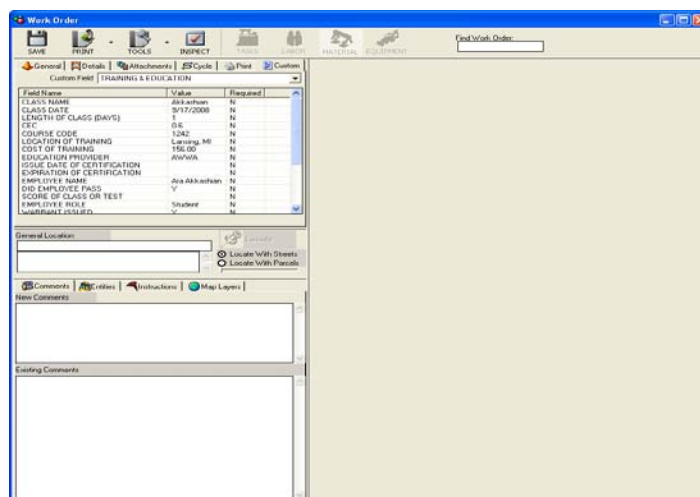 Work Order
SAVE PRINT TOOLS INSPECT TASKS LABOR MATERIAL EQUIPMENT
Find Work Order:
General Details Attachments Cycle Print Custom
Custom Field TRAINING & EDUCATION
Field Name Value Required
CLASS NAME Akkashian N
CLASS DATE 9/17/2008 N
LENGTH OF CLASS (DAYS) 1 N
CEC 0.6 N
COURSE CODE 1242 N
LOCATION OF TRAINING Lansing, MI N
COST OF TRAINING 156.00 N
EDUCATION PROVIDER AWWA N
ISSUE DATE OF CERTIFICATION N
EXPIRATION OF CERTIFICATION N
EMPLOYEE NAME Ara Akkashian N
DID EMPLOYEE PASS Y N
SCORE OF CLASS OR TEST N
EMPLOYEE ROLE Student N
WARRANT ISSUED Y N
General Location
Locate
Locate With Streets
Locate With Parcels
Comments Entities Instructions Map Layers
New Comments
Existing Comments